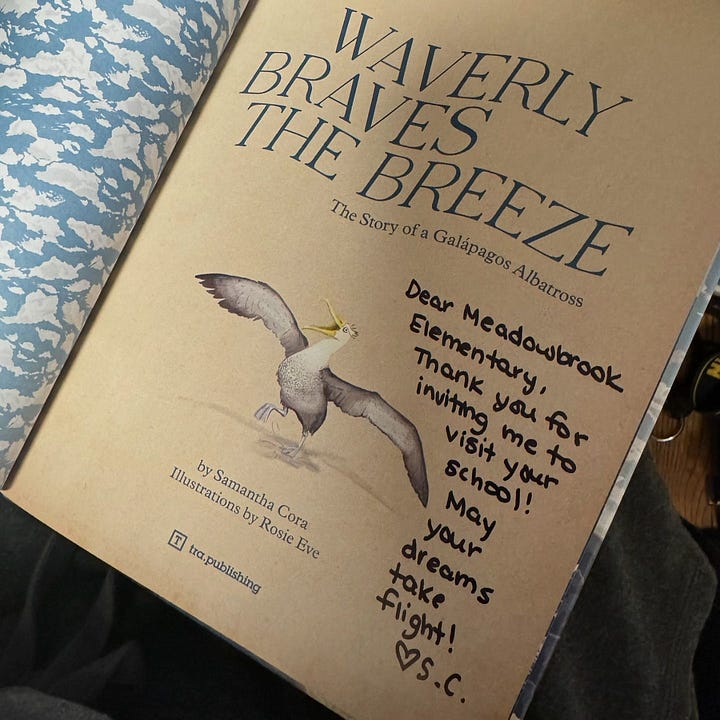 WAVERLY
BRAVES
THE BREEZE
The Story of a Galápagos Albatross
Dear Meadowbrook
Elementary,
Thank you for
inviting me to
visit your
school!
May
your
dreams
take
flight!
♡S.C.
by Samantha Cora
Illustrations by Rosie Eve
T tra.publishing